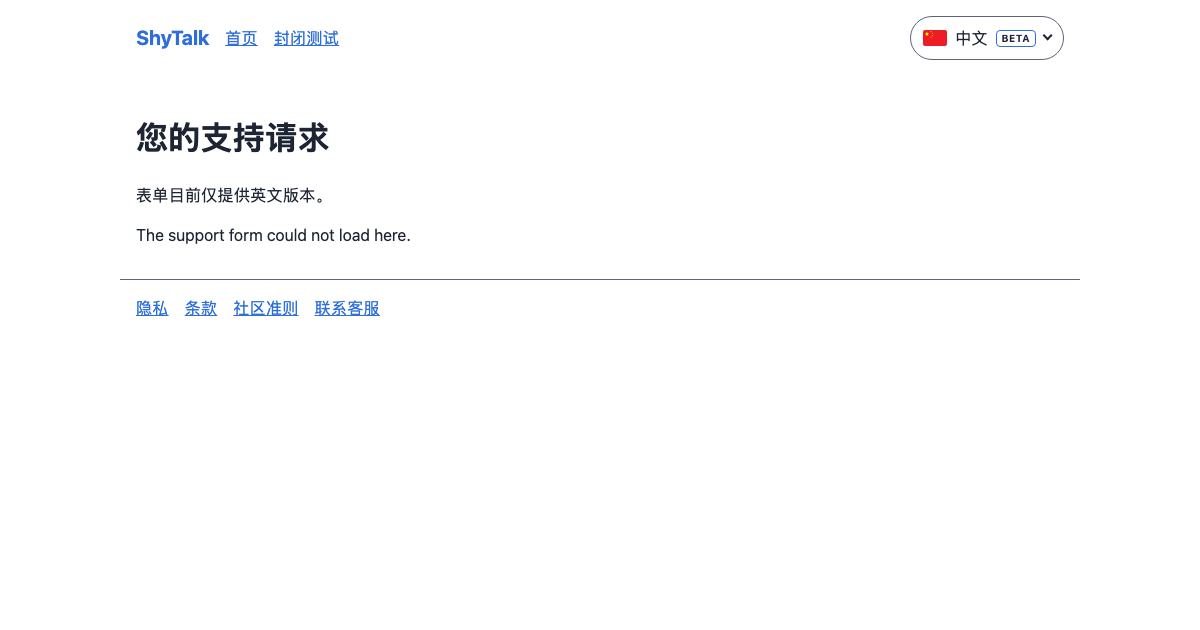 ShyTalk 首页 封闭测试 中文 BETA
您的支持请求
表单目前仅提供英文版本。
The support form could not load here.
隐私 条款 社区准则 联系客服